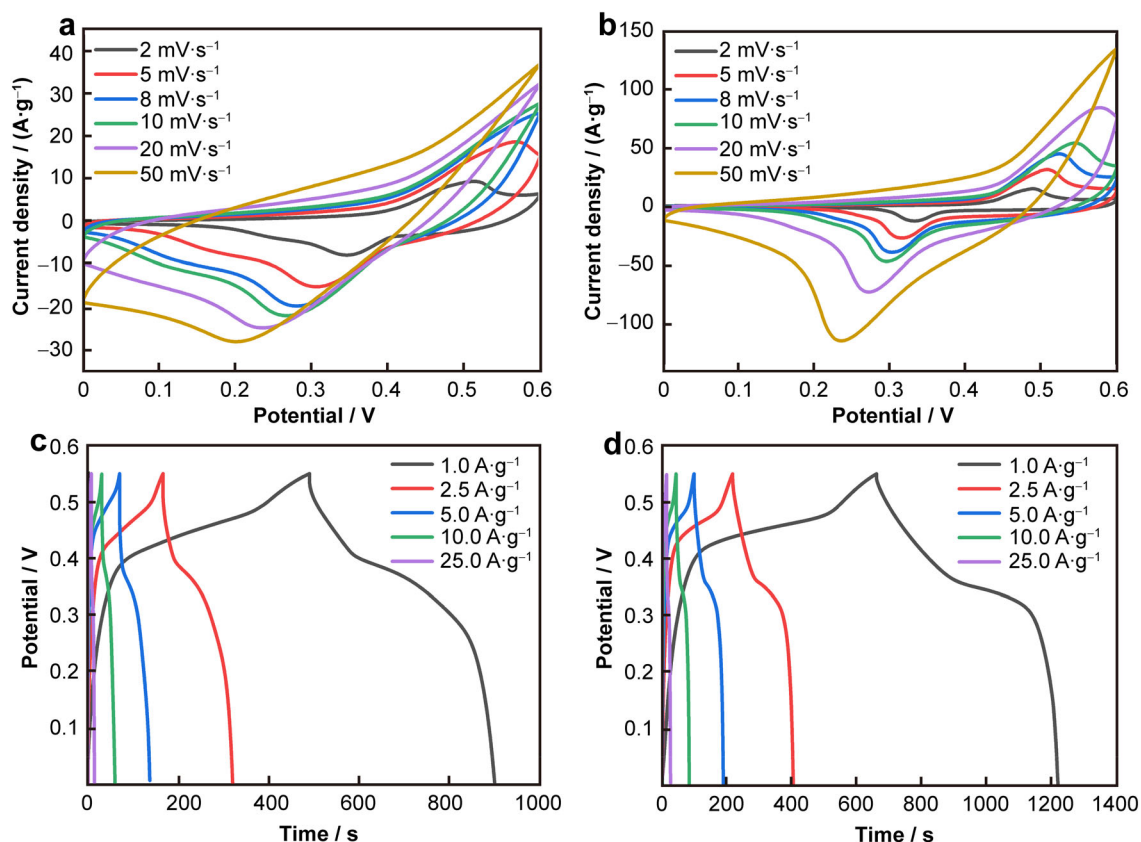 a
2 mV·s⁻¹
5 mV·s⁻¹
8 mV·s⁻¹
10 mV·s⁻¹
20 mV·s⁻¹
50 mV·s⁻¹
Current density / (A·g⁻¹)
40
30
20
10
0
−10
−20
−30
0
0.1
0.2
0.3
0.4
0.5
0.6
Potential / V
b
2 mV·s⁻¹
5 mV·s⁻¹
8 mV·s⁻¹
10 mV·s⁻¹
20 mV·s⁻¹
50 mV·s⁻¹
Current density / (A·g⁻¹)
150
100
50
0
−50
−100
0
0.1
0.2
0.3
0.4
0.5
0.6
Potential / V
c
1.0 A·g⁻¹
2.5 A·g⁻¹
5.0 A·g⁻¹
10.0 A·g⁻¹
25.0 A·g⁻¹
Potential / V
0.6
0.5
0.4
0.3
0.2
0.1
0
200
400
600
800
1000
Time / s
d
1.0 A·g⁻¹
2.5 A·g⁻¹
5.0 A·g⁻¹
10.0 A·g⁻¹
25.0 A·g⁻¹
Potential / V
0.6
0.5
0.4
0.3
0.2
0.1
0
200
400
600
800
1000
1200
1400
Time / s